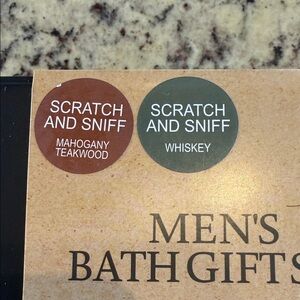 SCRATCH
AND SNIFF
MAHOGANY
TEAKWOOD
SCRATCH
AND SNIFF
WHISKEY
MEN'S
BATH GIFT S